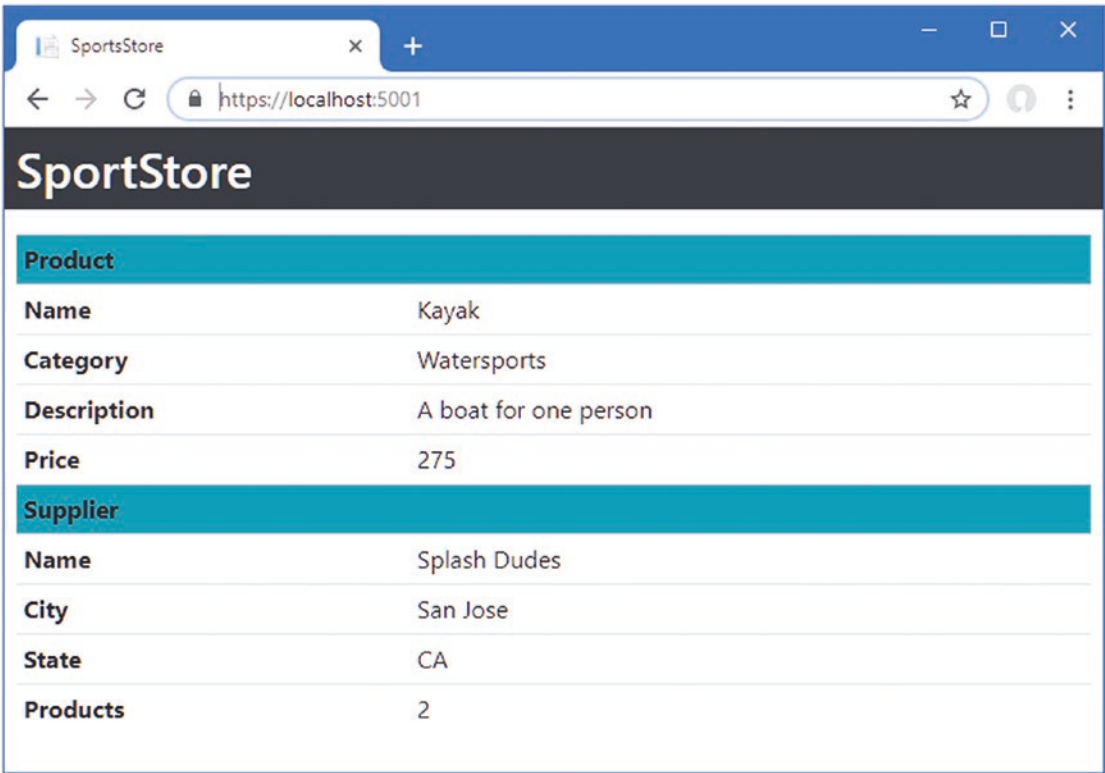 SportsStore
https://localhost:5001
SportStore
Product
Name Kayak
Category Watersports
Description A boat for one person
Price 275
Supplier
Name Splash Dudes
City San Jose
State CA
Products 2